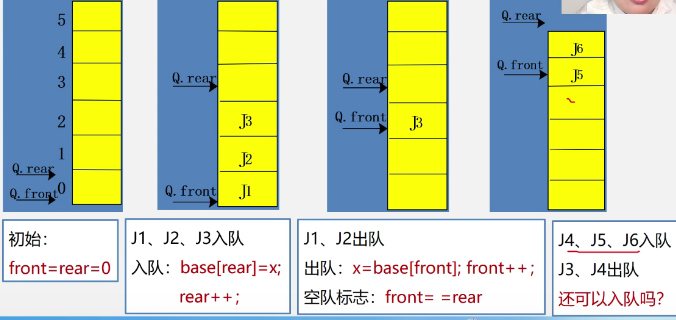 5
4
3
2
1
0
Q.rear
Q.front
Q.rear
J3
J2
Q.front
J1
Q.rear
Q.front
J3
Q.rear
J6
Q.front
J5
初始:
front=rear=0
J1、J2、J3入队
入队: base[rear]=x;
rear++;
J1、J2出队
出队: x=base[front]; front++;
空队标志: front= =rear
J4、J5、J6入队
J3、J4出队
还可以入队吗?